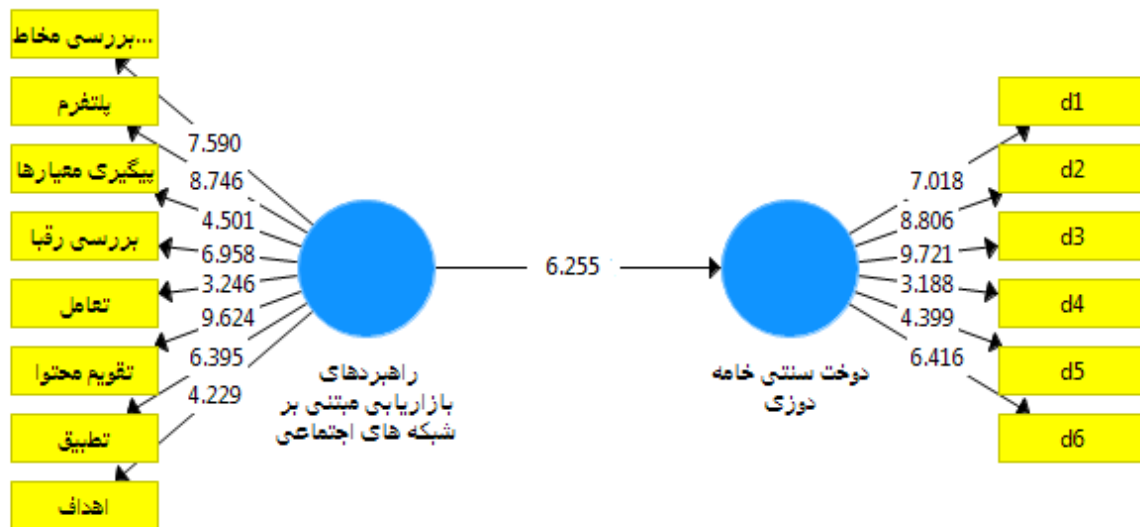 بررسی مخاط...
پلتفرم
پیگیری معیارها
بررسی رقبا
تعامل
تقویم محتوا
تطبیق
اهداف
7.590
8.746
4.501
6.958
3.246
9.624
6.395
4.229
راهبردهای
بازاریابی مبتنی بر
شبکه های اجتماعی
6.255
دوخت سنتی خامه
دوزی
7.018
8.806
9.721
3.188
4.399
6.416
d1
d2
d3
d4
d5
d6